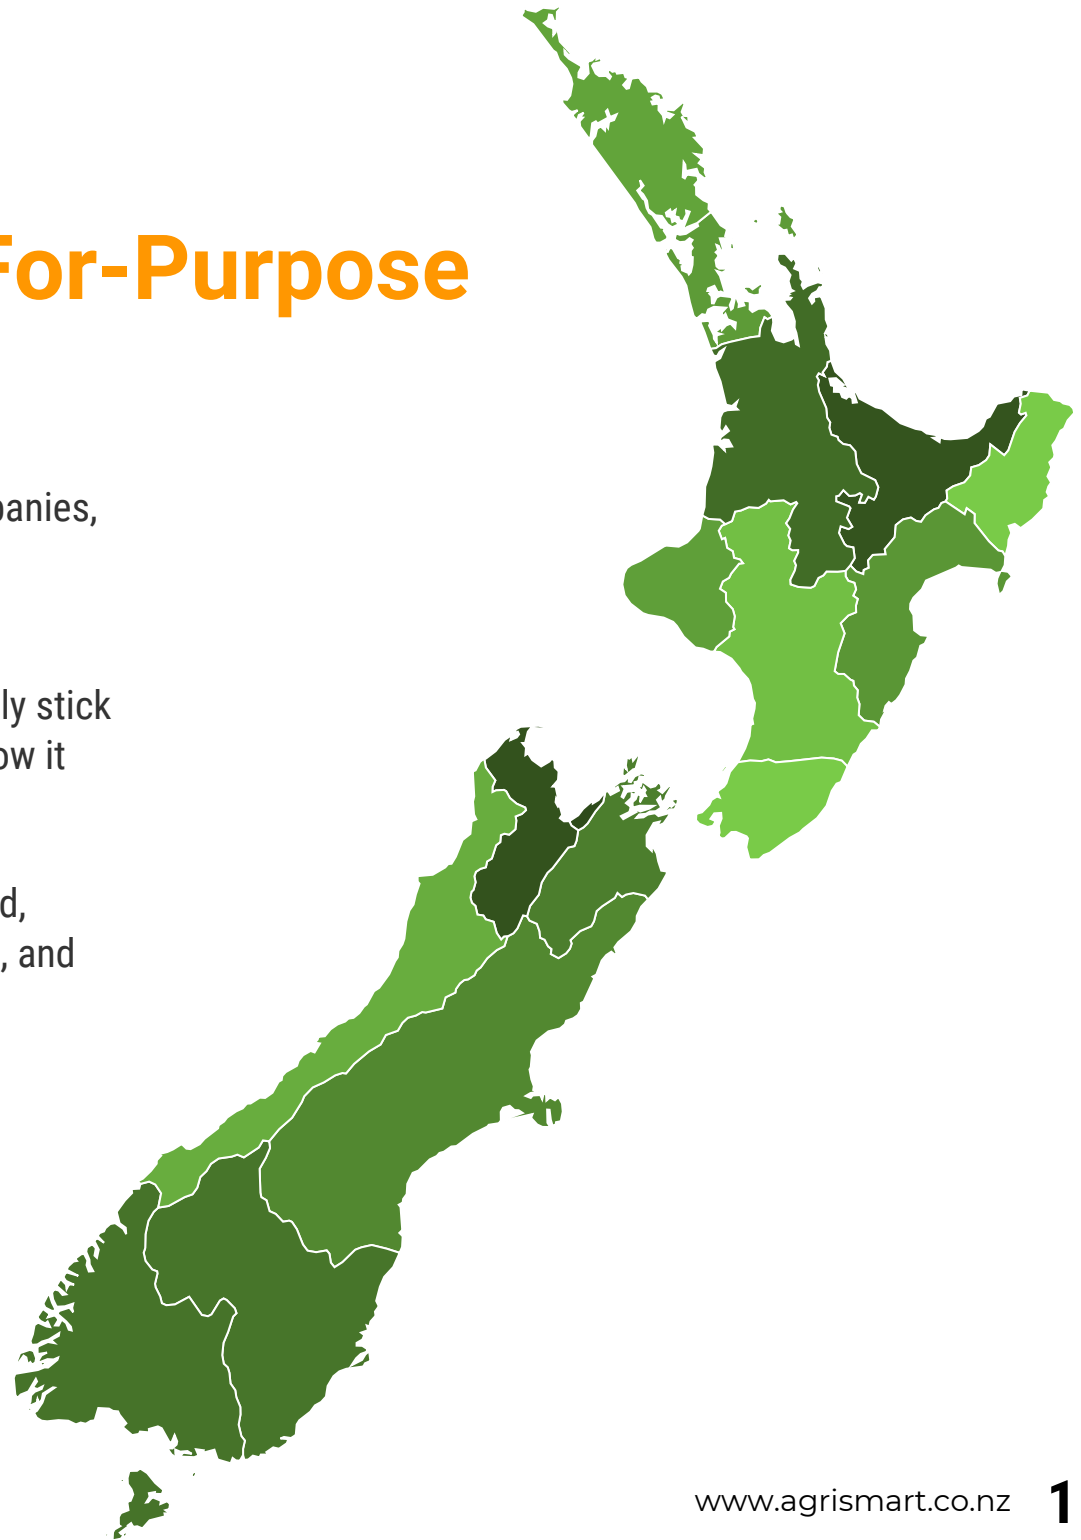 For-Purpose
panies,
ly stick
ow it
d,
, and
www.agrismart.co.nz 1